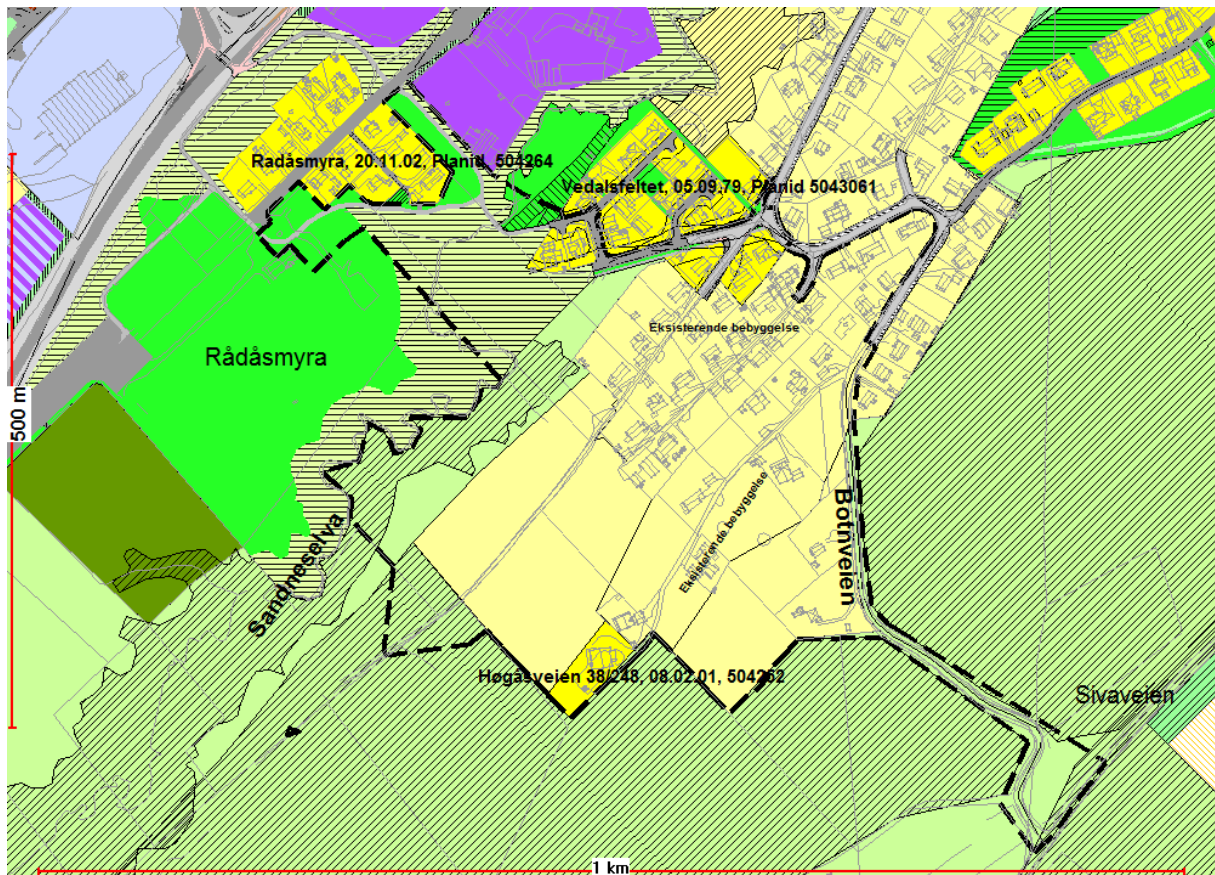 Radåsmyra, 20.11.02, Planid, 504264
Vedalsfeltet, 05.09.79, Planid 5043061
Eksisterende bebyggelse
Rådåsmyra
500 m
Eksisterende bebyggelse
Botnveien
Sandneselva
Høgåsveien 38/248, 08.02.01, 504262
Sivaveien
1 km